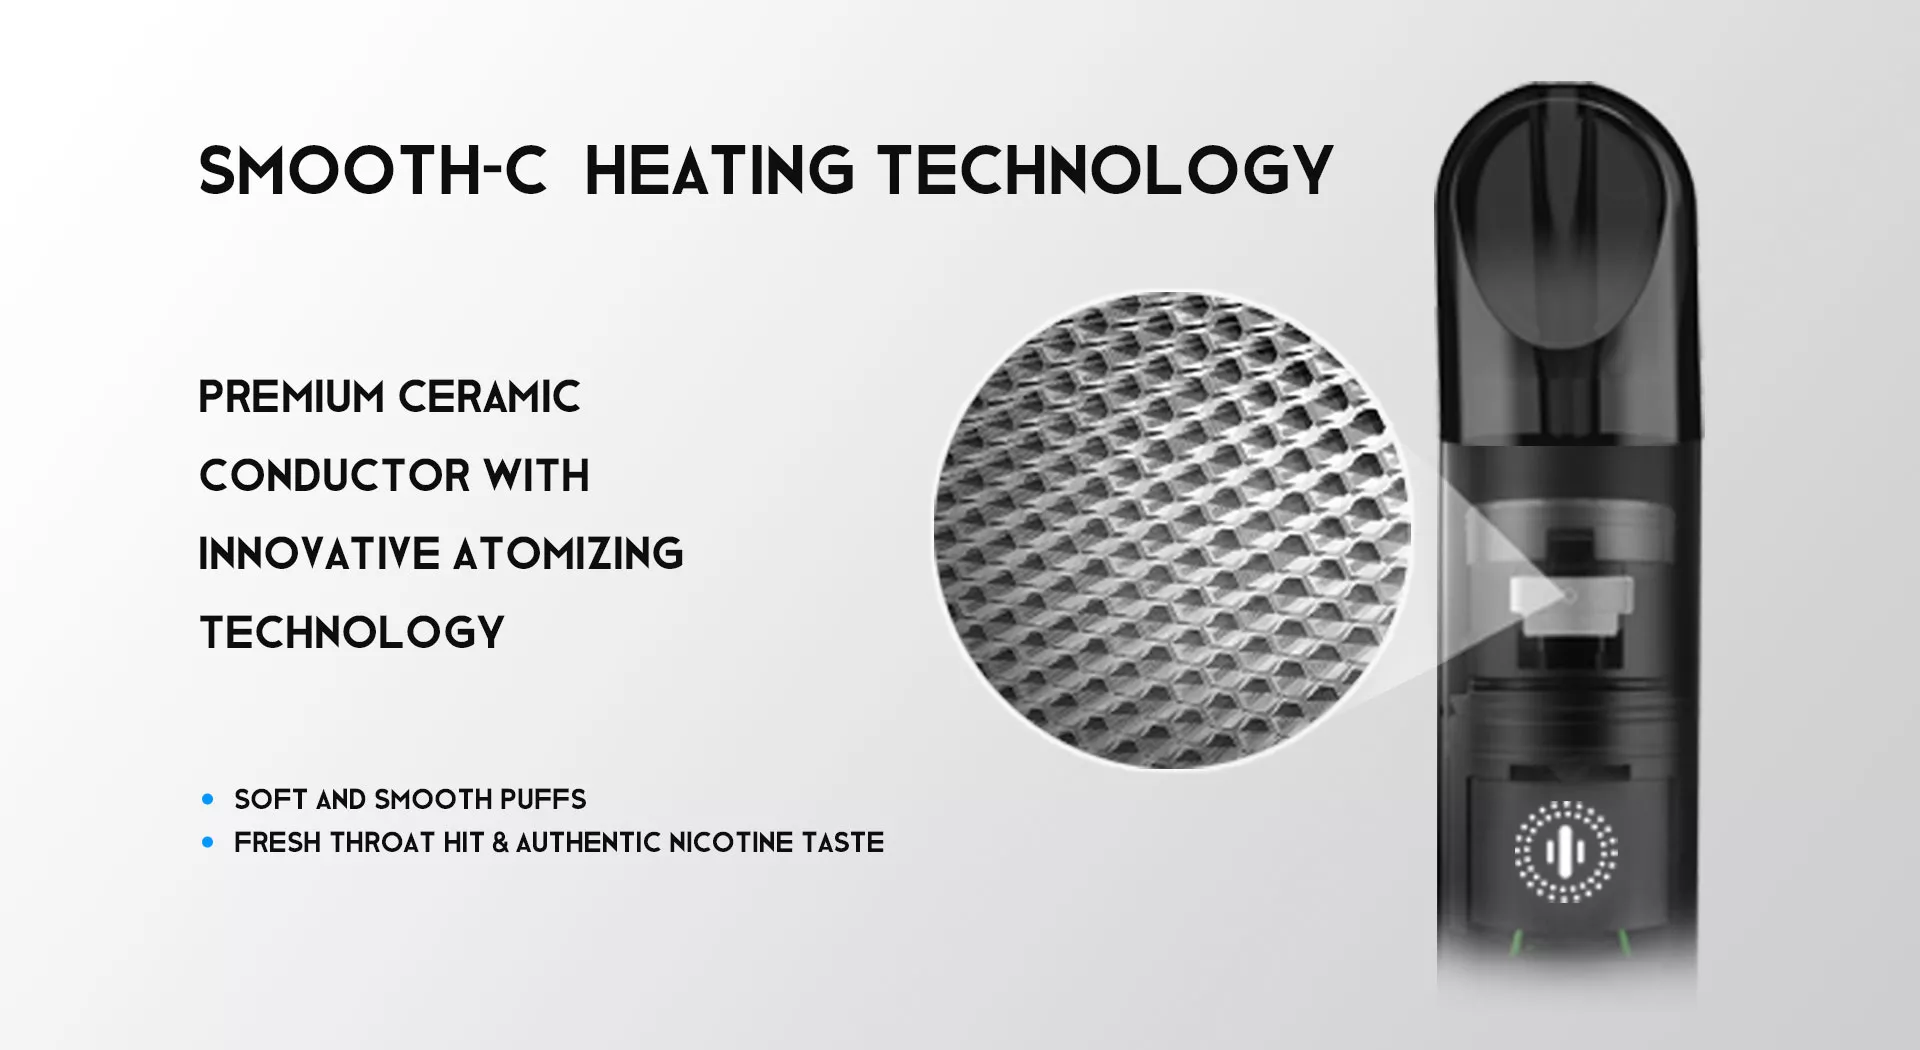 SMOOTH-C HEATING TECHNOLOGY
PREMIUM CERAMIC
CONDUCTOR WITH
INNOVATIVE ATOMIZING
TECHNOLOGY
SOFT AND SMOOTH PUFFS
FRESH THROAT HIT & AUTHENTIC NICOTINE TASTE